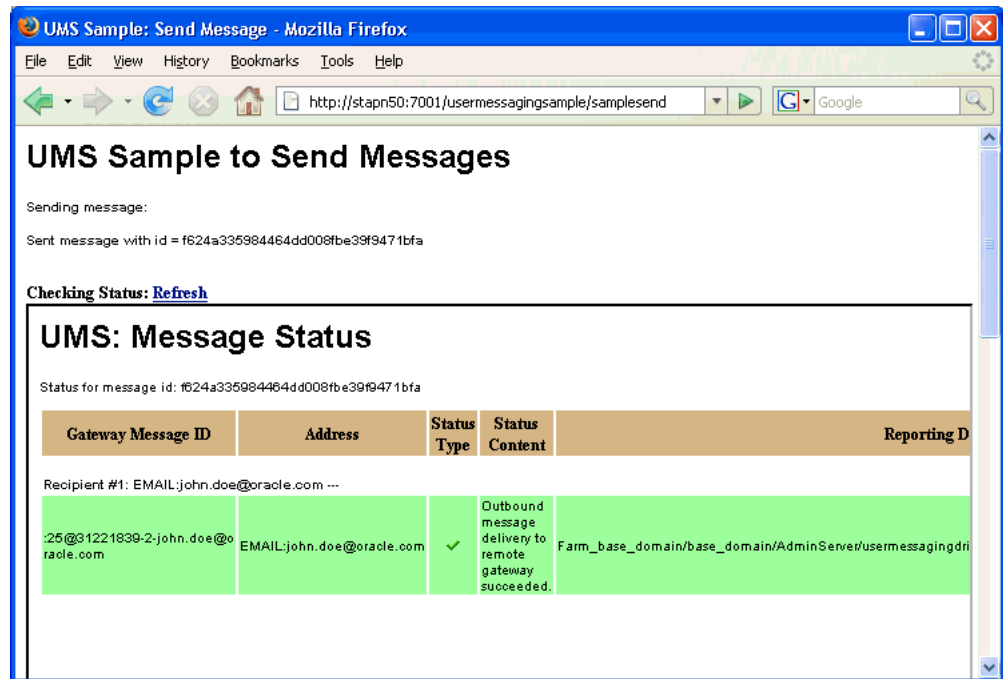 UMS Sample: Send Message - Mozilla Firefox
File Edit View History Bookmarks Tools Help
http://stapn50:7001/usermessagingsample/samplesend
G Google
UMS Sample to Send Messages
Sending message:
Sent message with id = f624a335984464dd008fbe39f9471bfa
Checking Status: Refresh
UMS: Message Status
Status for message id: f624a335984464dd008fbe39f9471bfa
Gateway Message ID Address Status Type Status Content Reporting D
Recipient #1: EMAIL:john.doe@oracle.com ---
:25@31221839-2-john.doe@o
racle.com
EMAIL:john.doe@oracle.com
Outbound
message
delivery to
remote
gateway
succeeded.
Farm_base_domain/base_domain/AdminServer/usermessagingdri